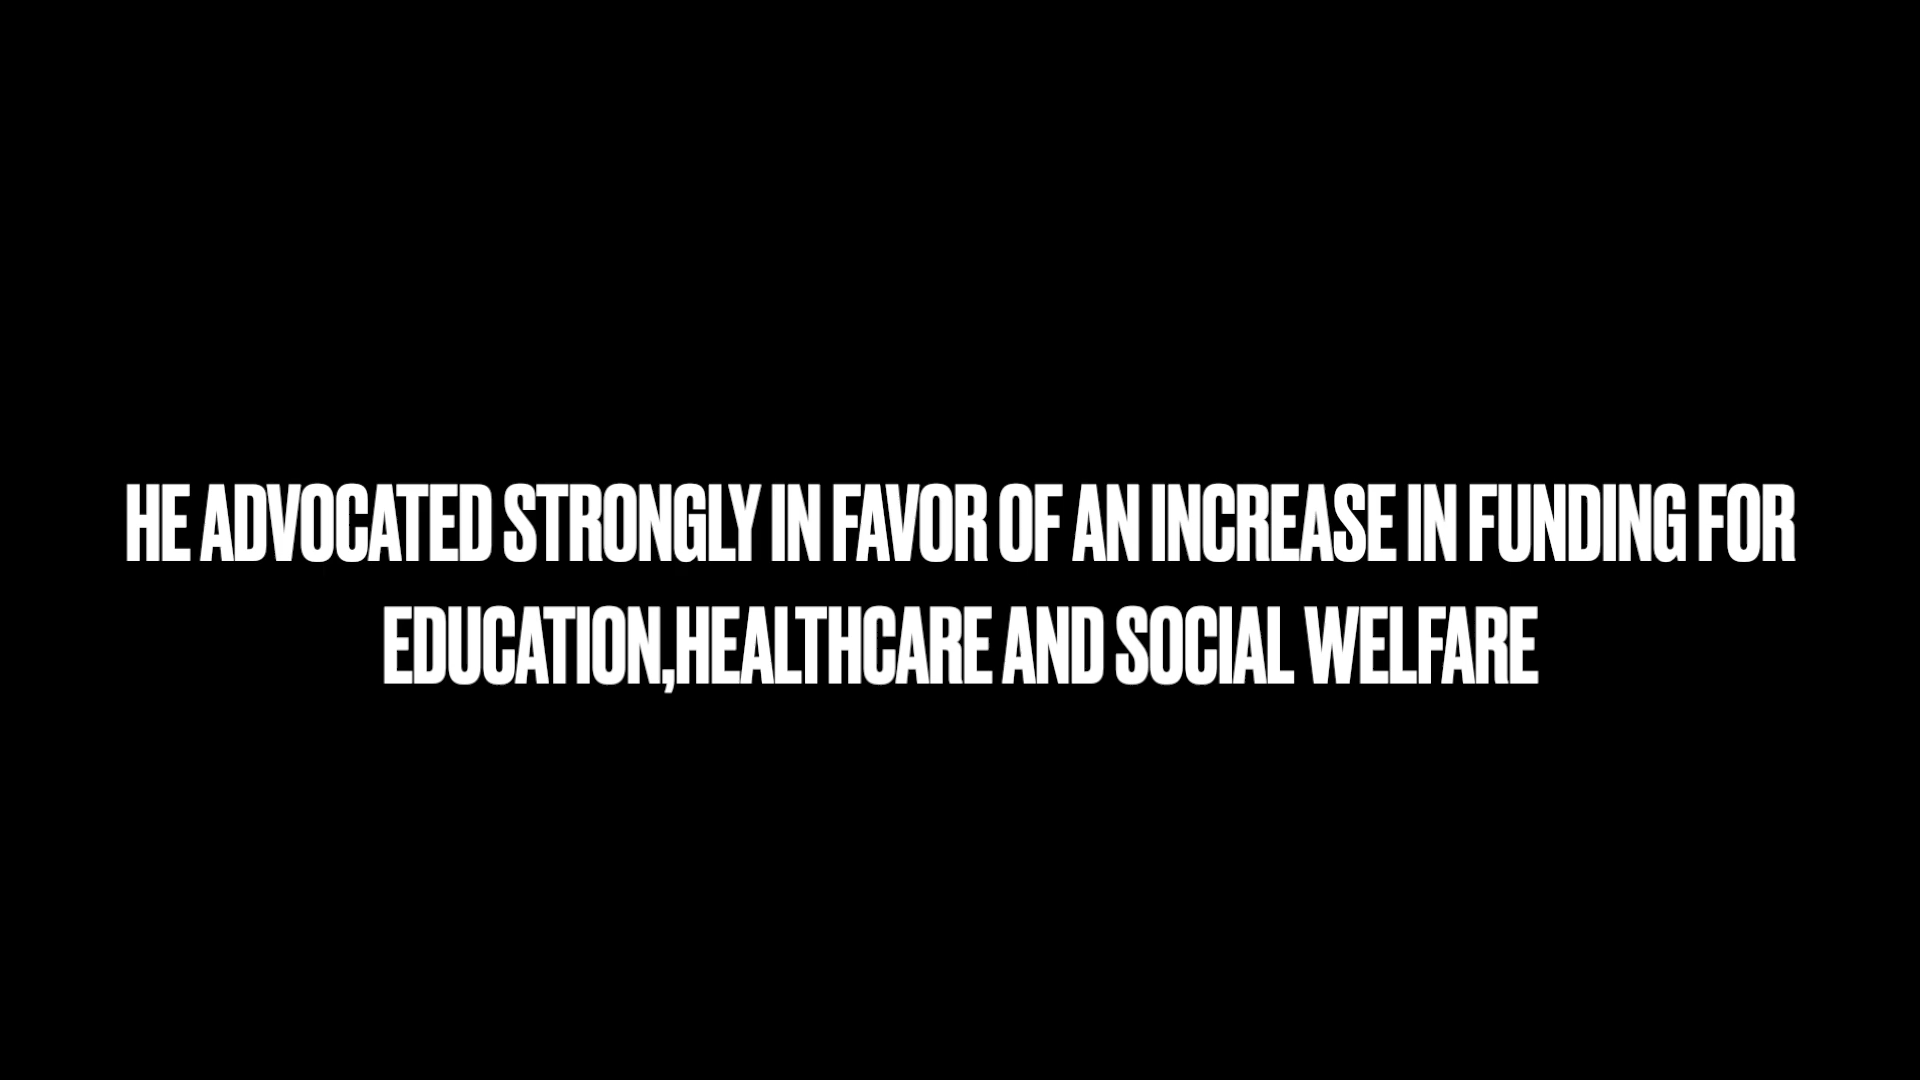 HE ADVOCATED STRONGLY IN FAVOR OF AN INCREASE IN FUNDING FOR
EDUCATION,HEALTHCARE AND SOCIAL WELFARE